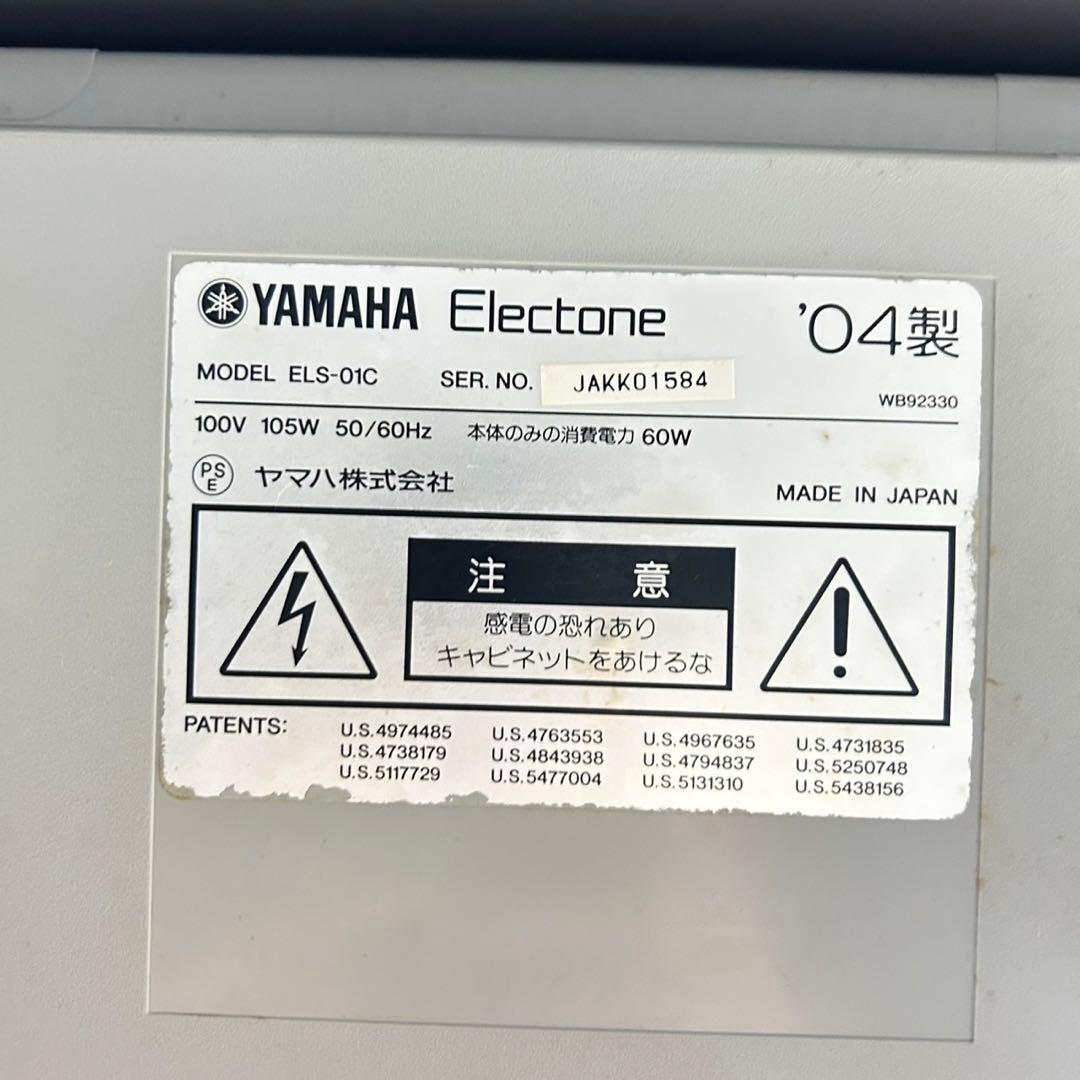 YAMAHA Electone '04製
MODEL ELS-01C SER. NO. JAKK01584
WB92330
100V 105W 50/60Hz 本体のみの消費電力 60W
PS E ヤマハ株式会社
MADE IN JAPAN
注 意
感電の恐れあり
キャビネットをあけるな
PATENTS: U.S.4974485 U.S.4763553 U.S.4967635 U.S.4731835
U.S.4738179 U.S.4843938 U.S.4794837 U.S.5250748
U.S.5117729 U.S.5477004 U.S.5131310 U.S.5438156